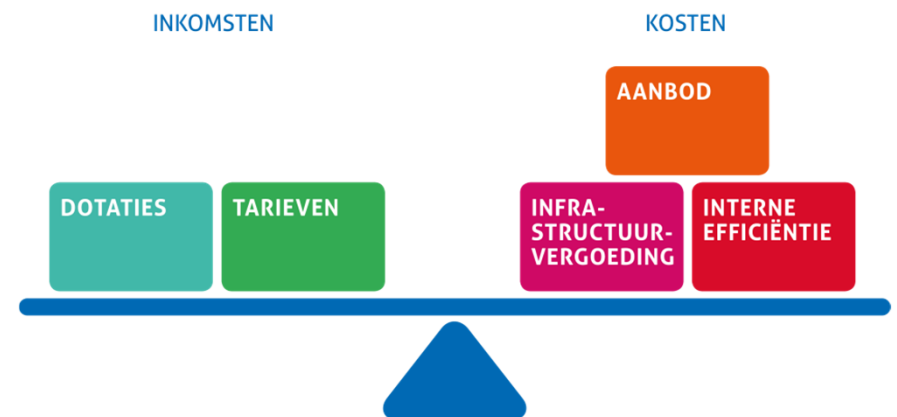 INKOMSTEN
KOSTEN
AANBOD
DOTATIES
TARIEVEN
INFRA-
STRUCTUUR-
VERGOEDING
INTERNE
EFFICIËNTIE